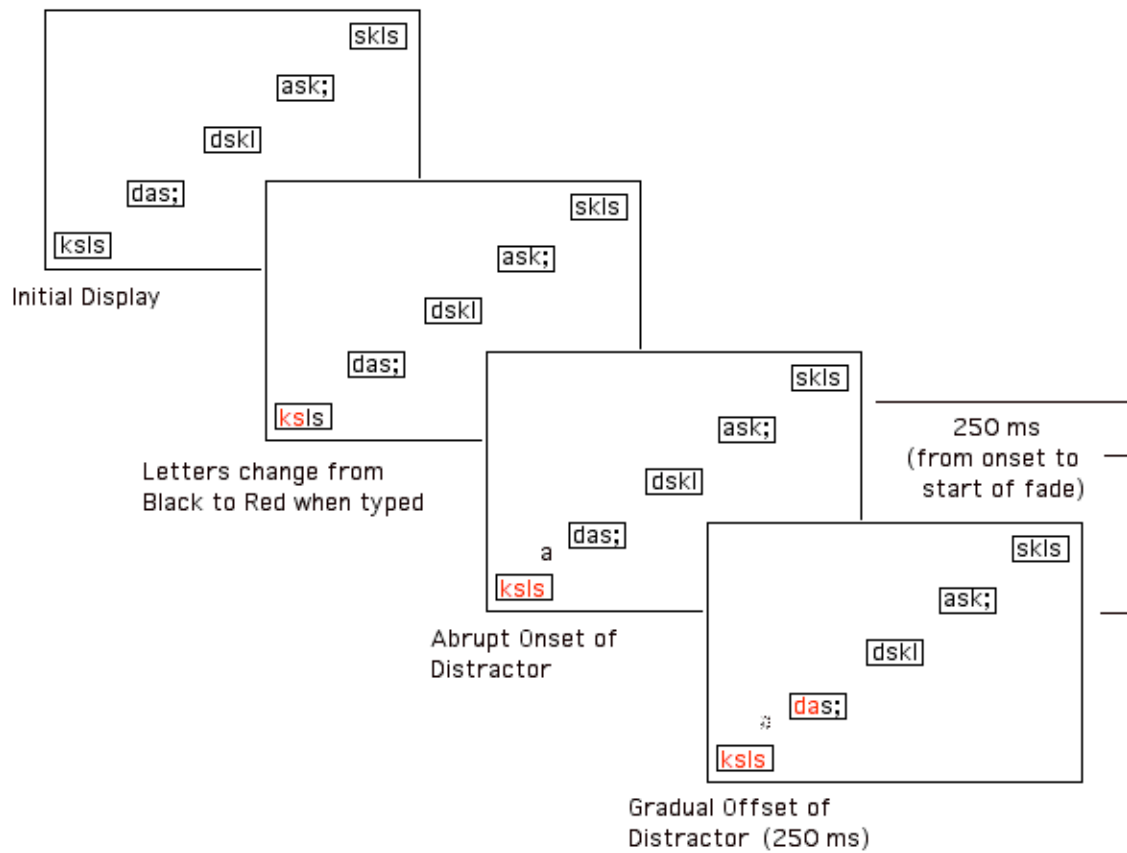 skls
ask;
dskl
das;
ksls
Initial Display
skls
ask;
dskl
das;
ksls
Letters change from
Black to Red when typed
skls
ask;
dskl
das;
a
ksls
Abrupt Onset of
Distractor
250 ms
(from onset to
start of fade)
skls
ask;
dskl
das;
a
ksls
Gradual Offset of
Distractor (250 ms)